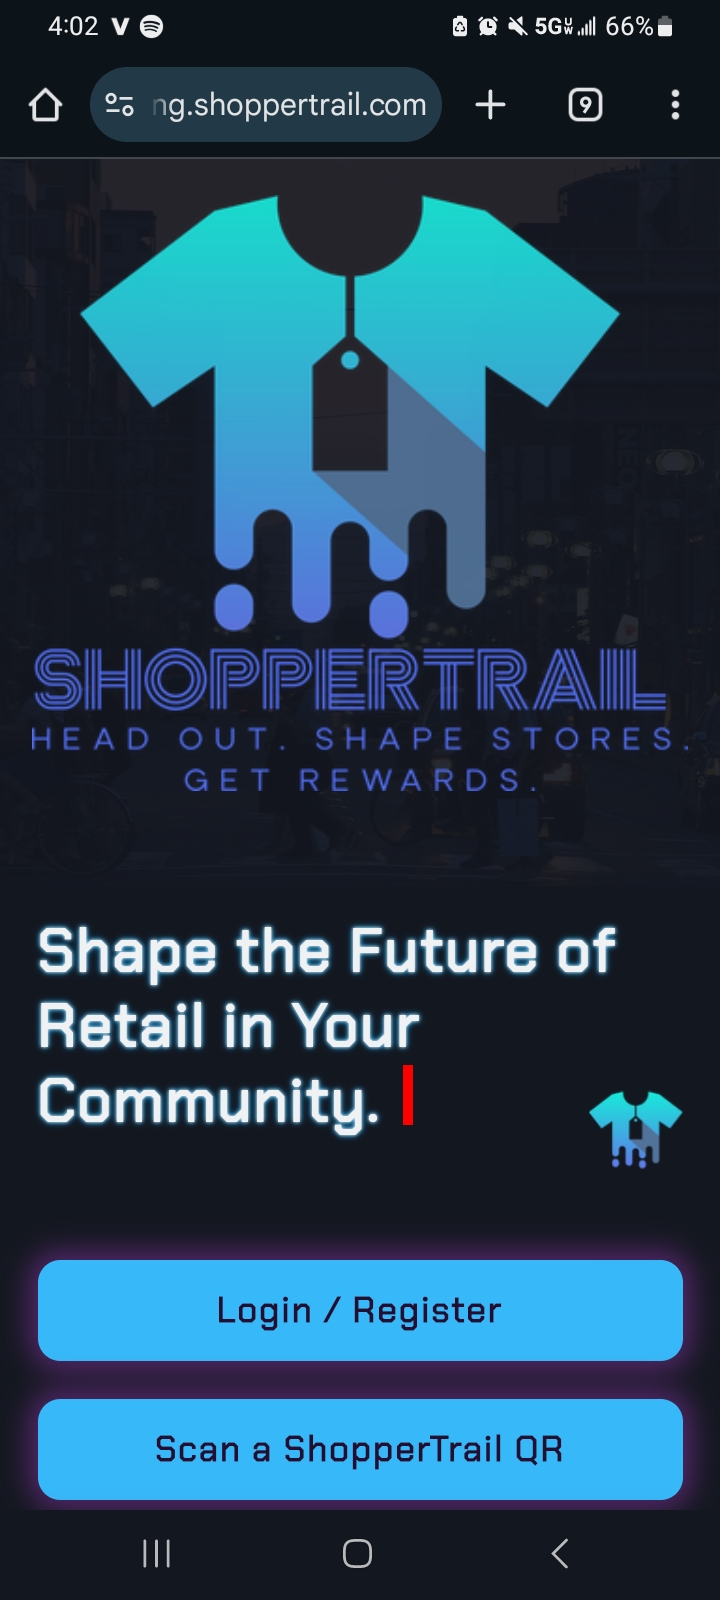 4:02
5G UW 66%
9
ng.shoppertrail.com
SHOPPERTRAIL
HEAD OUT. SHAPE STORES.
GET REWARDS.
Shape the Future of
Retail in Your
Community.
Login / Register
Scan a ShopperTrail QR